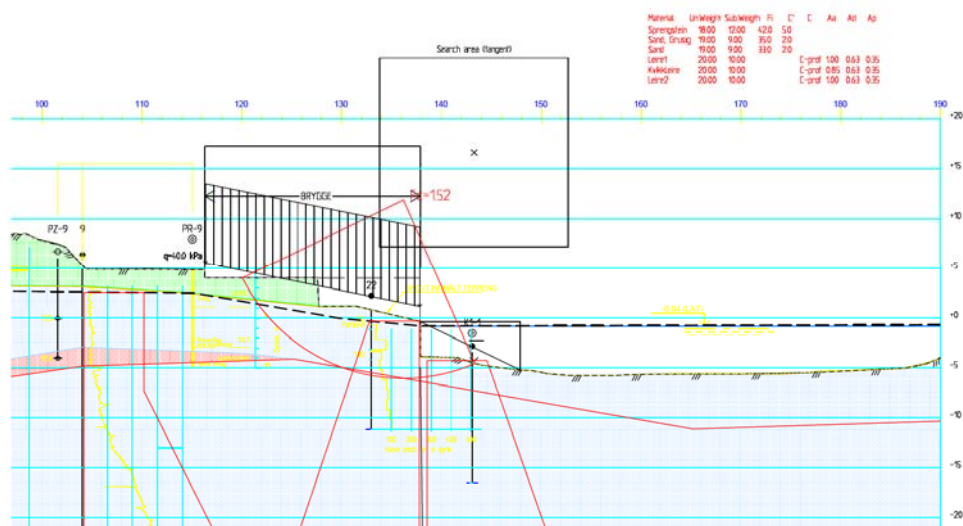 Material Un.Weight Sub.Weight Fi C' C Aa Ad Ap
Sprengstein 18.00 12.00 42.0 5.0
Sand, Grusig 19.00 9.00 35.0 2.0
Sand 19.00 9.00 33.0 2.0
Leire1 20.00 10.00 C-prof 1.00 0.63 0.35
Kvikkleire 20.00 10.00 C-prof 0.85 0.63 0.35
Leire2 20.00 10.00 C-prof 1.00 0.63 0.35
Search area (tangent)
100 110 120 130 140 150 160 170 180 190
+20
+15
BRYGGE =1.52
+10
PZ-9 9 PR-9
q=40.0 kPa
+5
22
+0
-5
-10
-15
-20